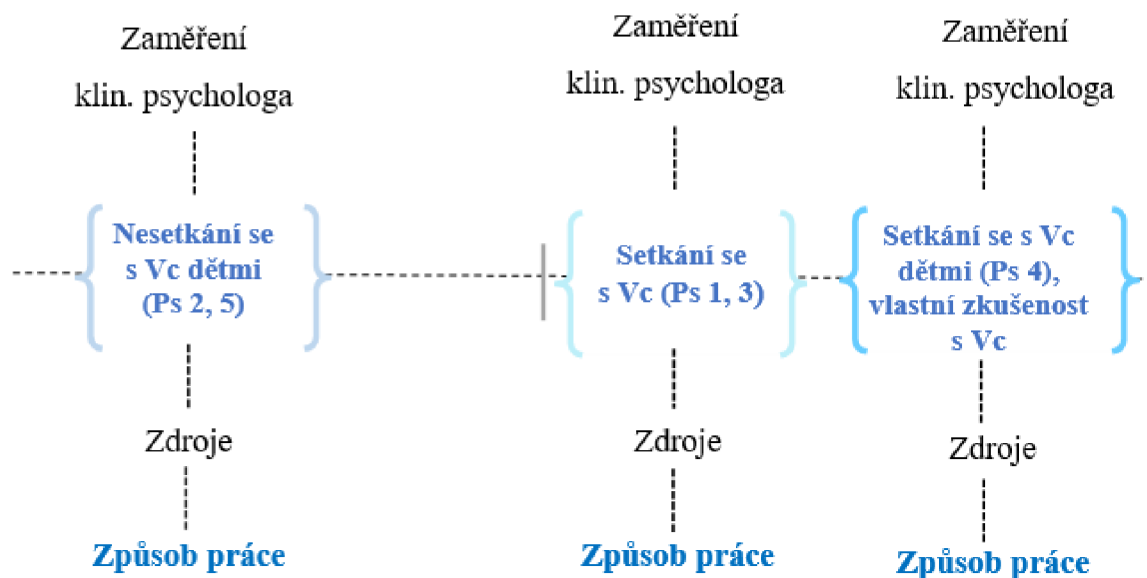 Zaměření
klin. psychologa
Nesetkání se
s Vc dětmi
(Ps 2, 5)
Zdroje
Způsob práce
Zaměření
klin. psychologa
Setkání se
s Vc (Ps 1, 3)
Zdroje
Způsob práce
Zaměření
klin. psychologa
Setkání se s Vc
dětmi (Ps 4),
vlastní zkušenost
s Vc
Zdroje
Způsob práce